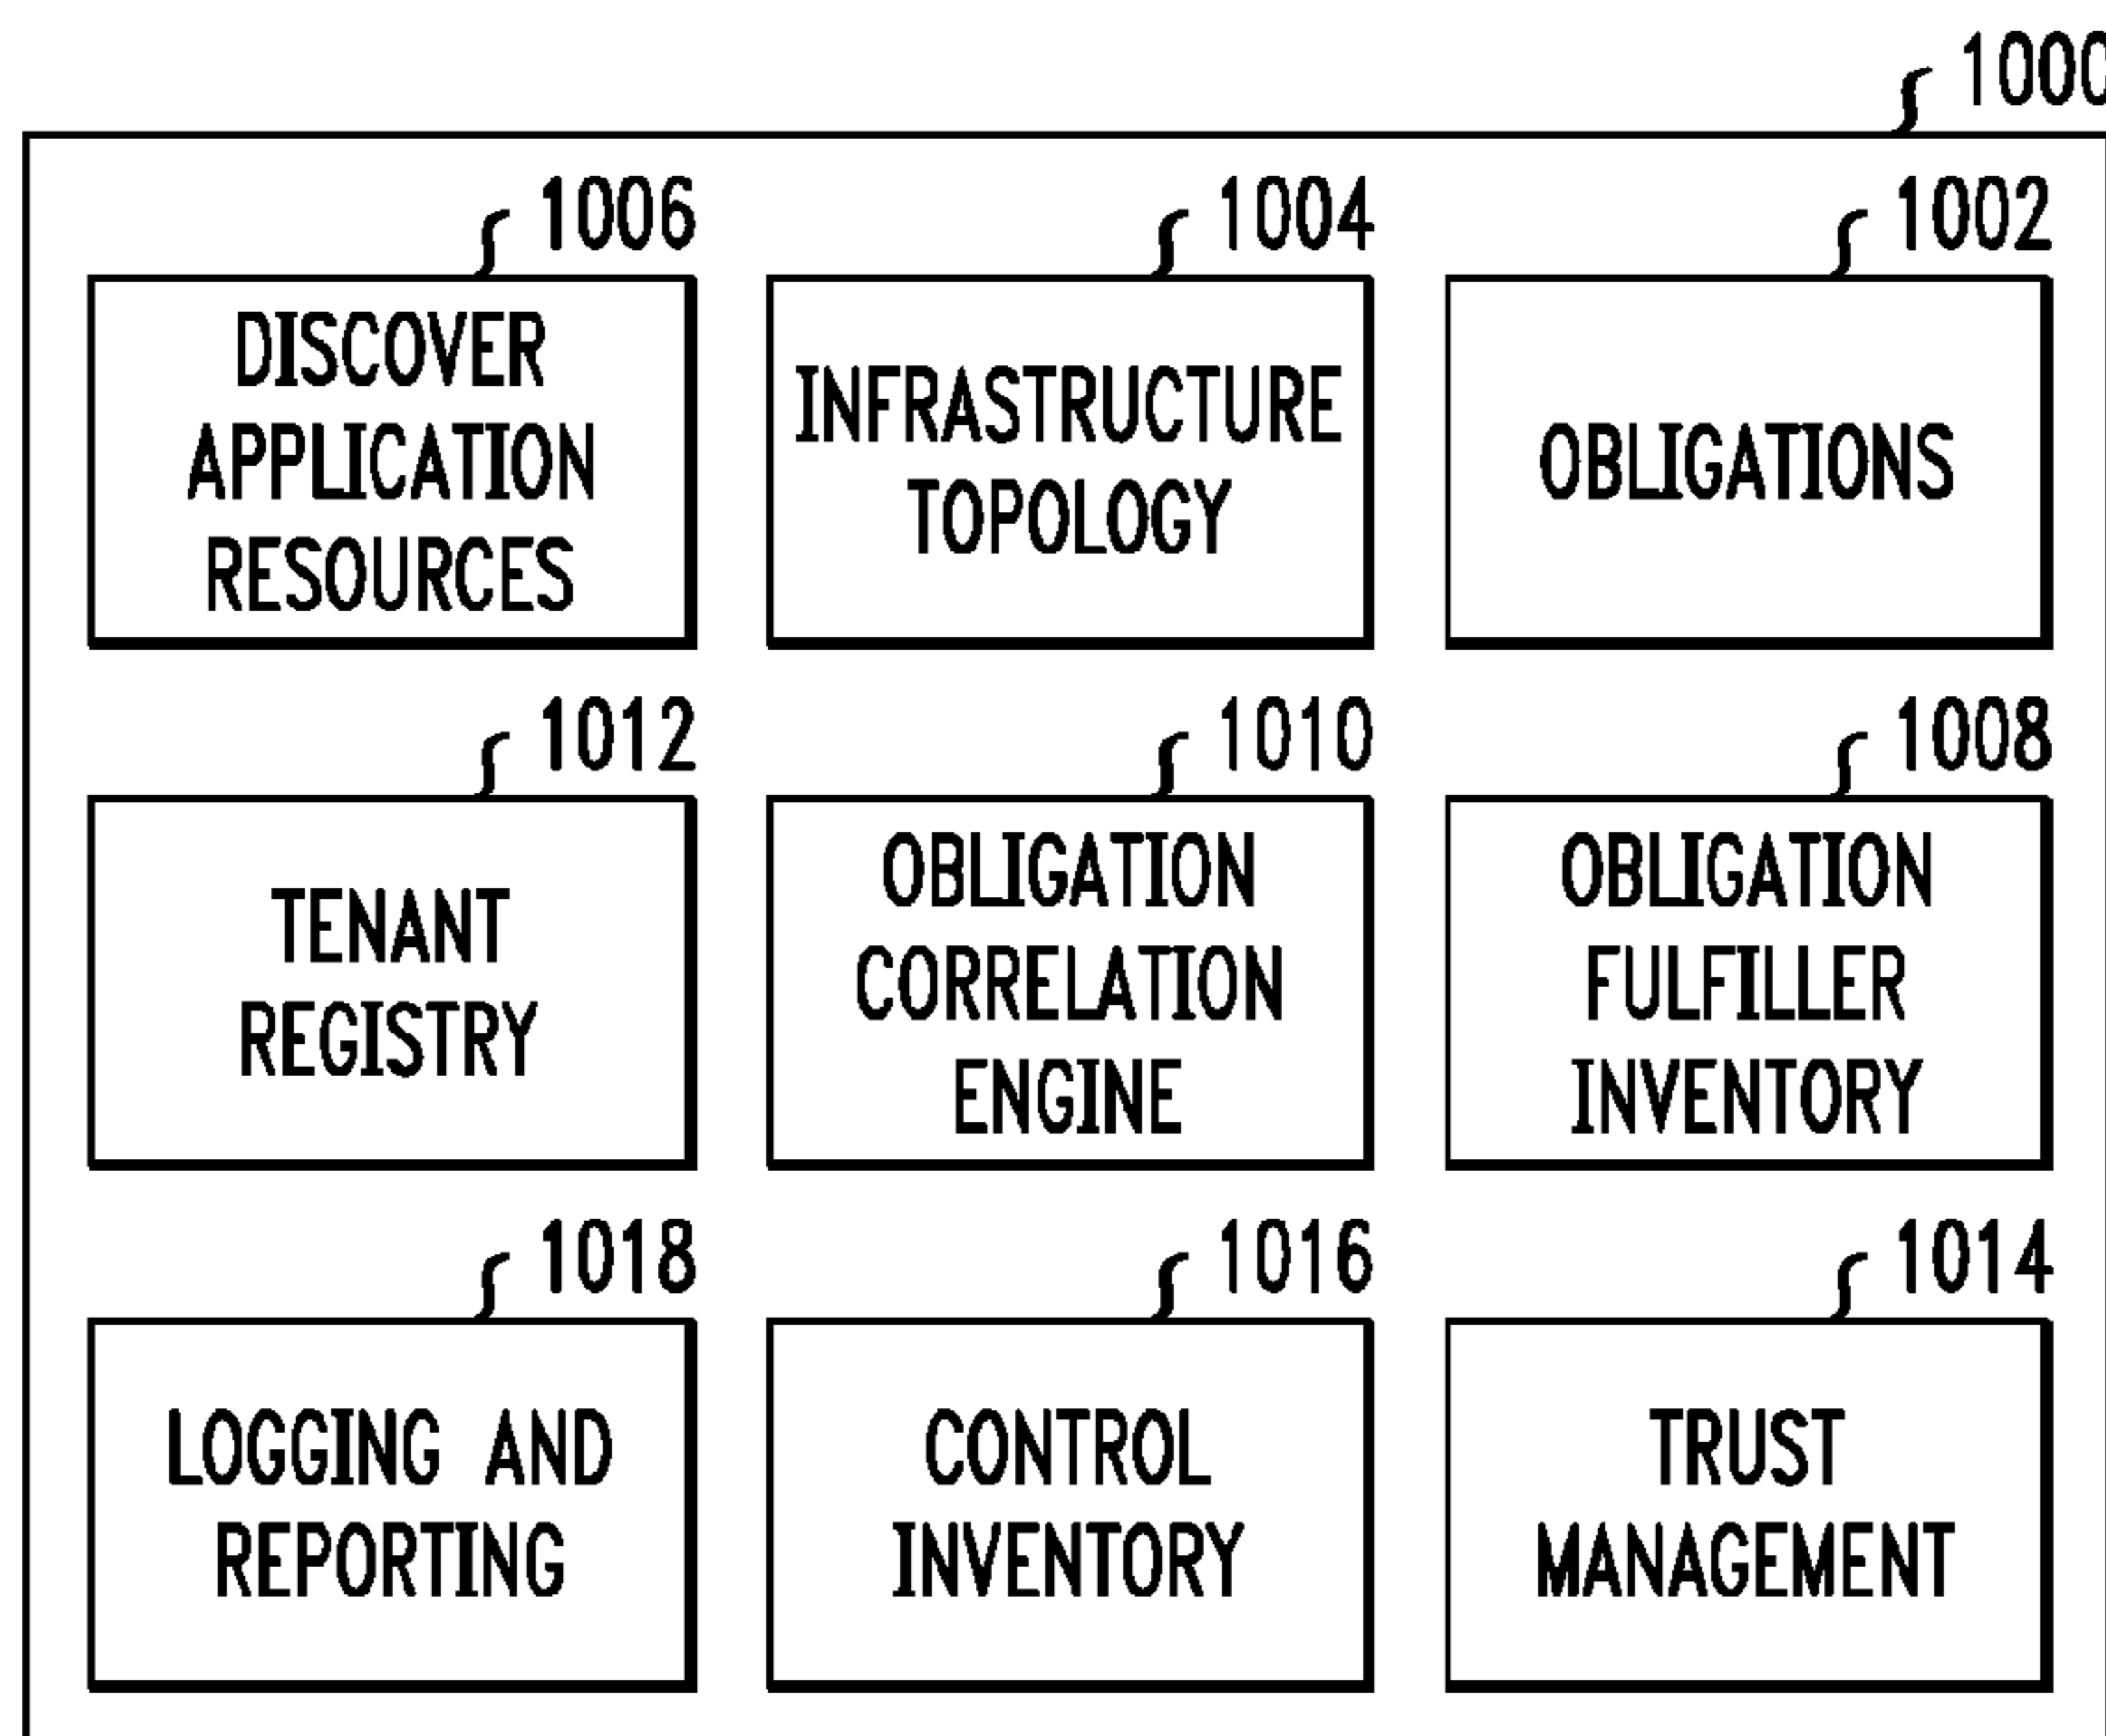 1000
1006
DISCOVER
APPLICATION
RESOURCES
1004
INFRASTRUCTURE
TOPOLOGY
1002
OBLIGATIONS
1012
TENANT
REGISTRY
1010
OBLIGATION
CORRELATION
ENGINE
1008
OBLIGATION
FULFILLER
INVENTORY
1018
LOGGING AND
REPORTING
1016
CONTROL
INVENTORY
1014
TRUST
MANAGEMENT